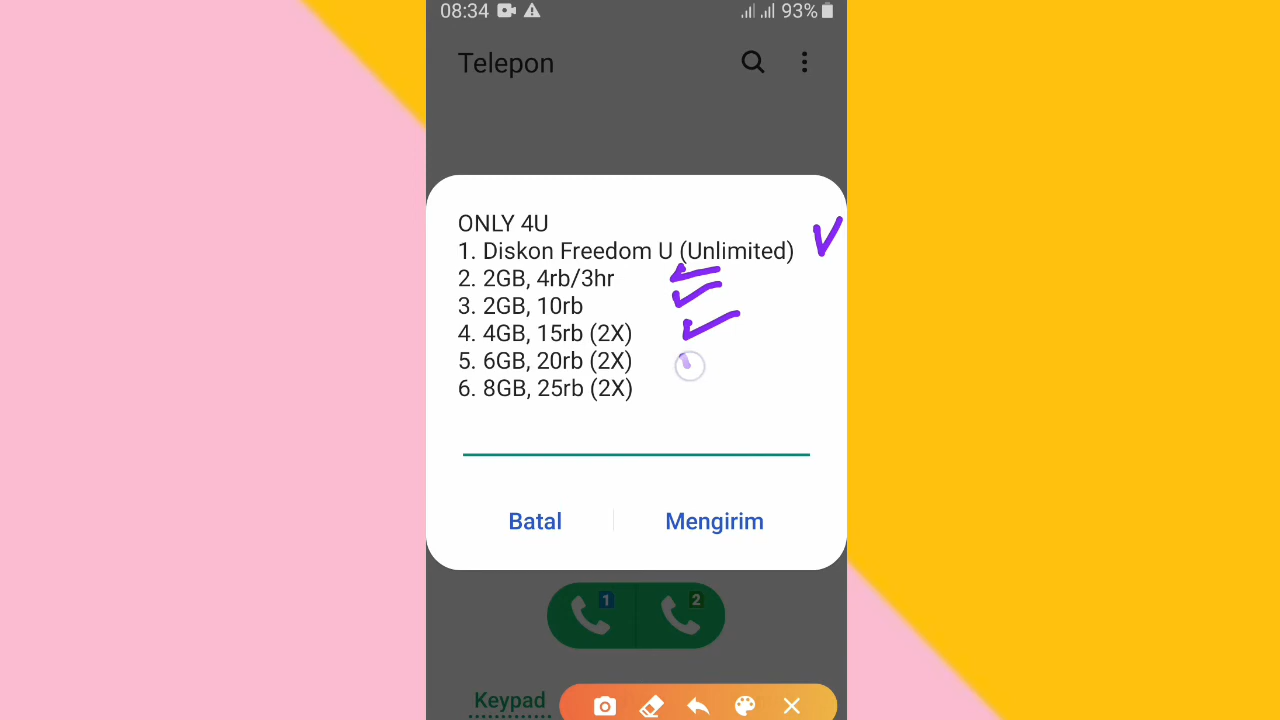 08:34 93%
Telepon
ONLY 4U
1. Diskon Freedom U (Unlimited)
2. 2GB, 4rb/3hr
3. 2GB, 10rb
4. 4GB, 15rb (2X)
5. 6GB, 20rb (2X)
6. 8GB, 25rb (2X)
Batal Mengirim
1 2
Keypad